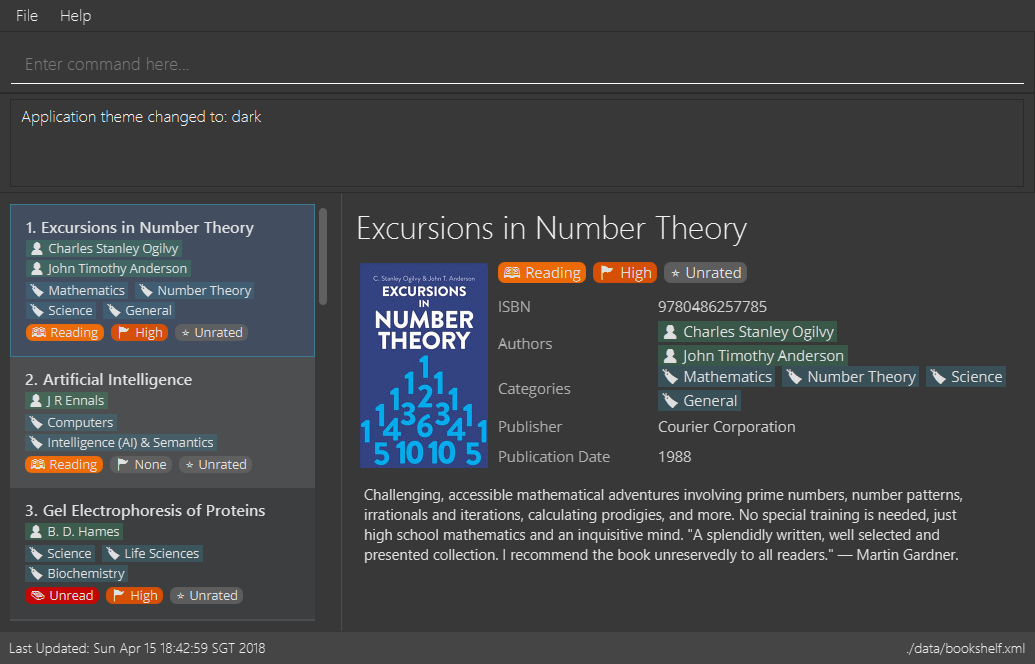 File Help
Enter command here...
Application theme changed to: dark
1. Excursions in Number Theory
Charles Stanley Ogilvy
John Timothy Anderson
Mathematics Number Theory
Science General
Reading High Unrated
2. Artificial Intelligence
J R Ennals
Computers
Intelligence (AI) & Semantics
Reading None Unrated
3. Gel Electrophoresis of Proteins
B. D. Hames
Science Life Sciences
Biochemistry
Unread High Unrated
Excursions in Number Theory
C. Stanley Ogilvy & John T. Anderson
EXCURSIONS
IN
NUMBER
THEORY
1
1 1
1 2 1
1 3 3 1
1 4 6 4 1
5 10 10 5
Reading High Unrated
ISBN 9780486257785
Authors Charles Stanley Ogilvy
John Timothy Anderson
Categories Mathematics Number Theory Science
General
Publisher Courier Corporation
Publication Date 1988
Challenging, accessible mathematical adventures involving prime numbers, number patterns,
irrationals and iterations, calculating prodigies, and more. No special training is needed, just
high school mathematics and an inquisitive mind. "A splendidly written, well selected and
presented collection. I recommend the book unreservedly to all readers." — Martin Gardner.
Last Updated: Sun Apr 15 18:42:59 SGT 2018 ./data/bookshelf.xml